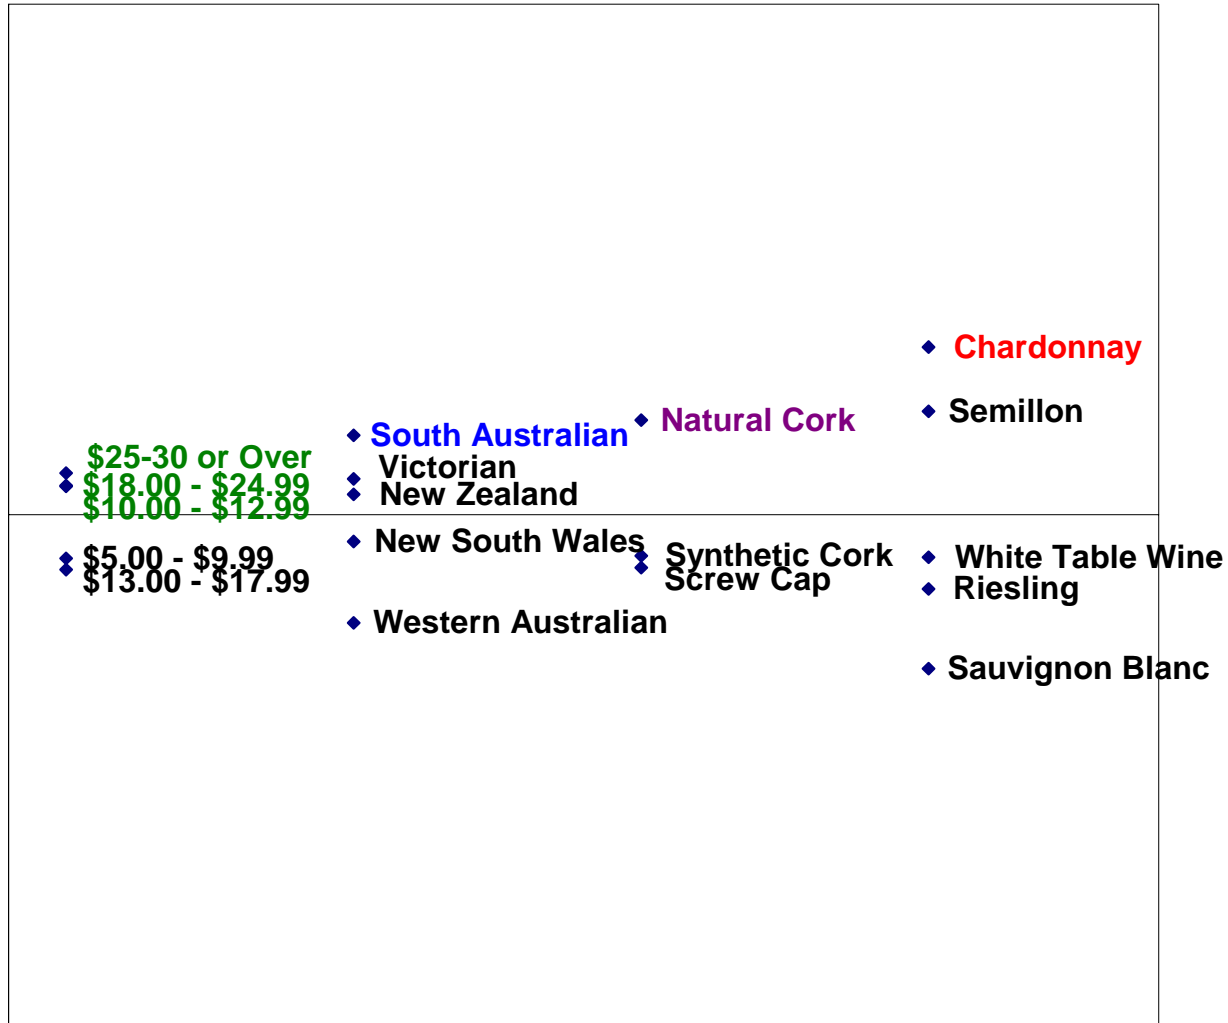 Chardonnay
Semillon
Natural Cork
South Australian
$25-30 or Over
Victorian
$18.00 - $24.99
New Zealand
$10.00 - $12.99
New South Wales
Synthetic Cork
White Table Wine
$5.00 - $9.99
$13.00 - $17.99
Screw Cap
Riesling
Western Australian
Sauvignon Blanc